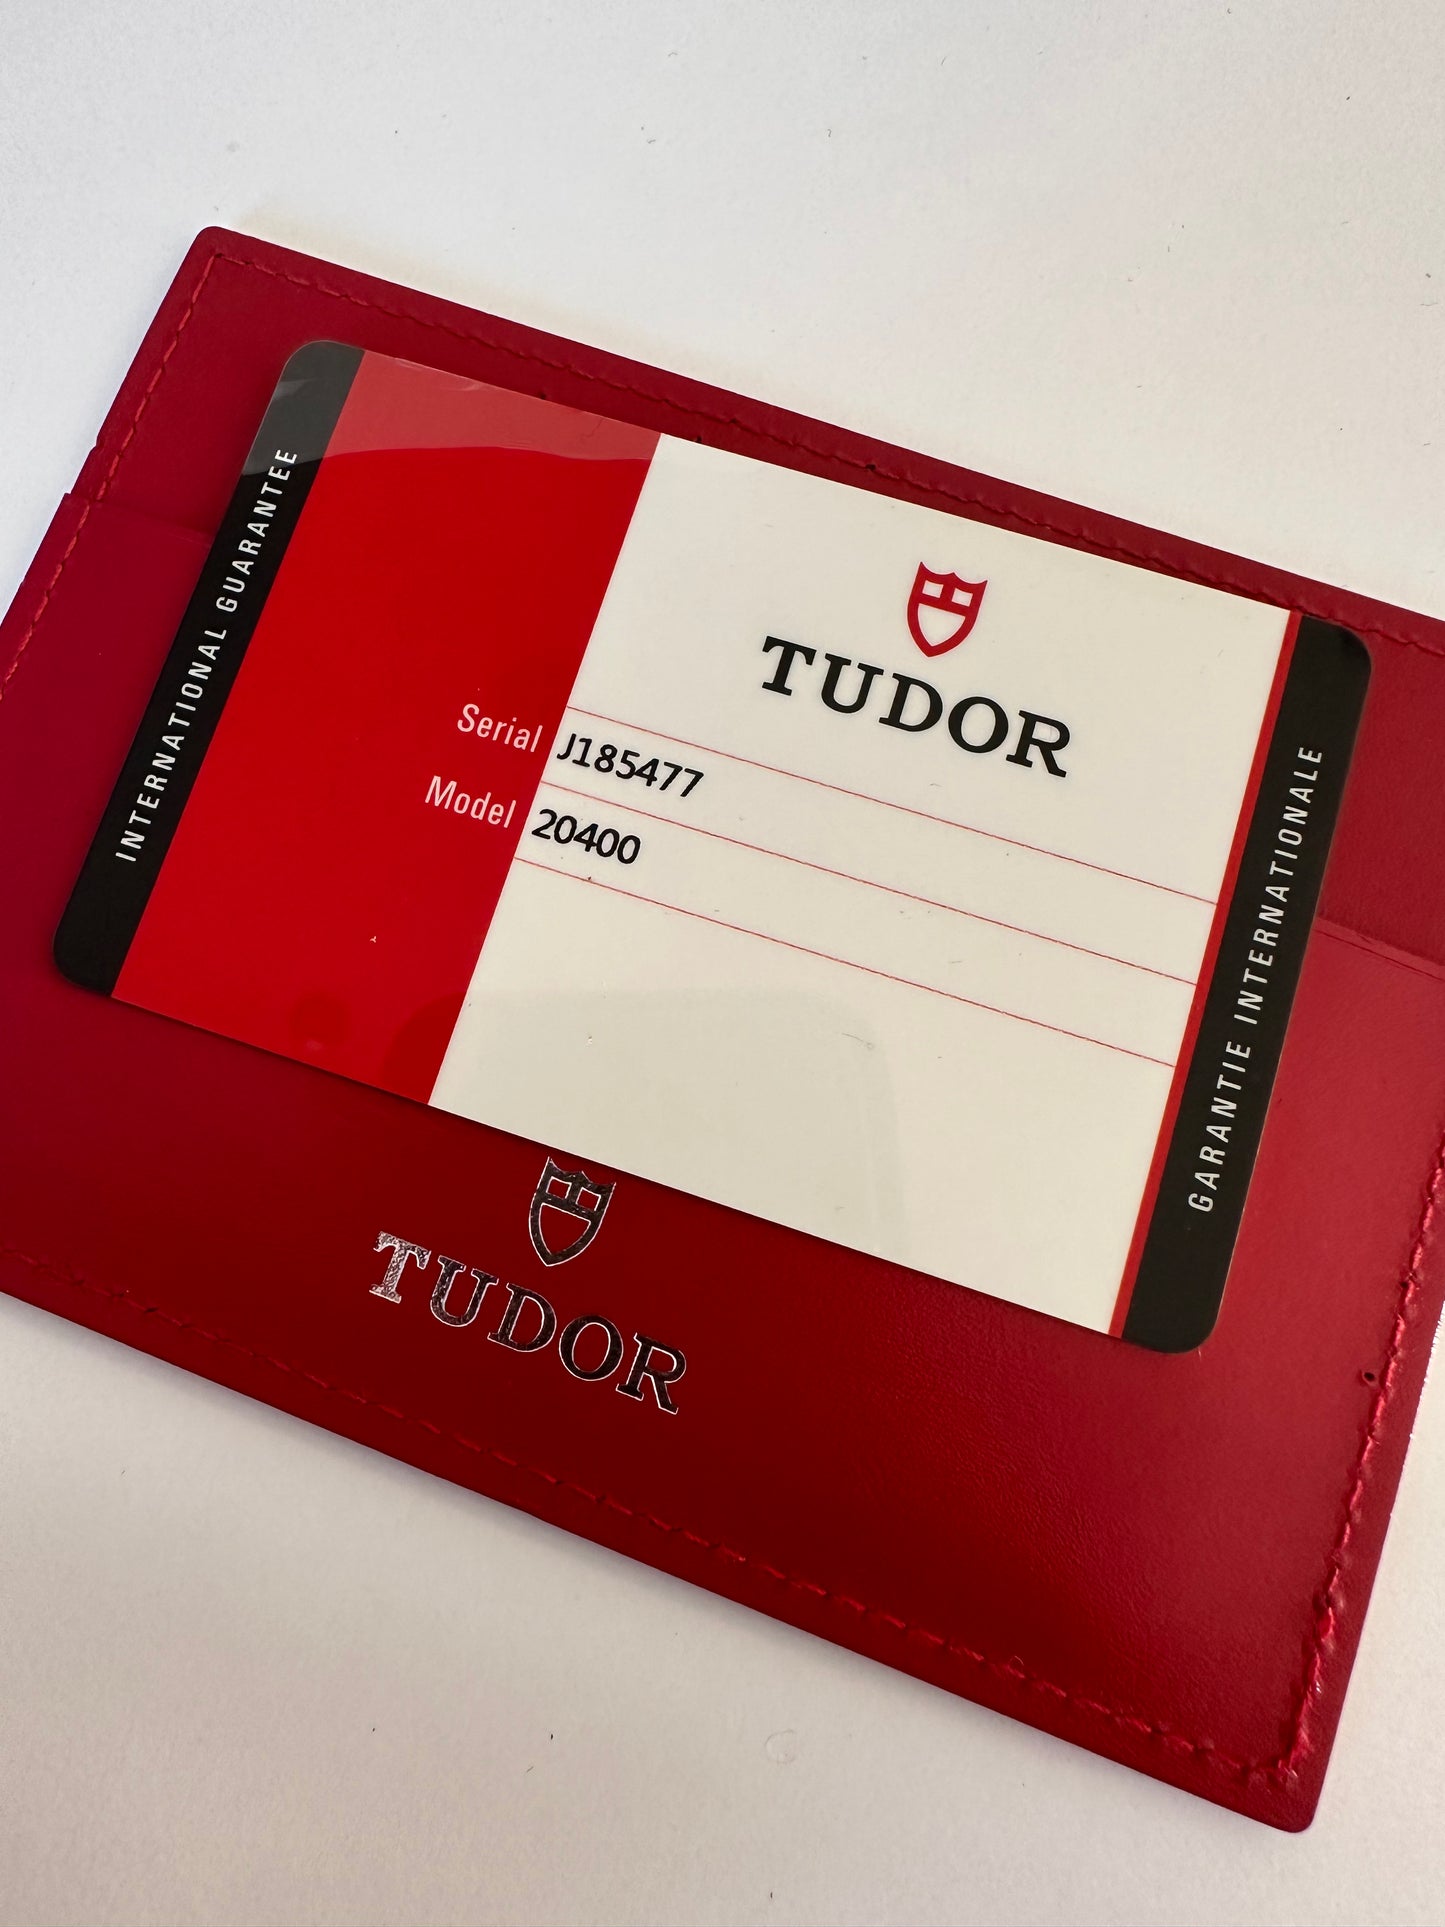 INTERNATIONAL GUARANTEE
TUDOR
Serial J185477
Model 20400
GARANTIE INTERNATIONALE
TUDOR